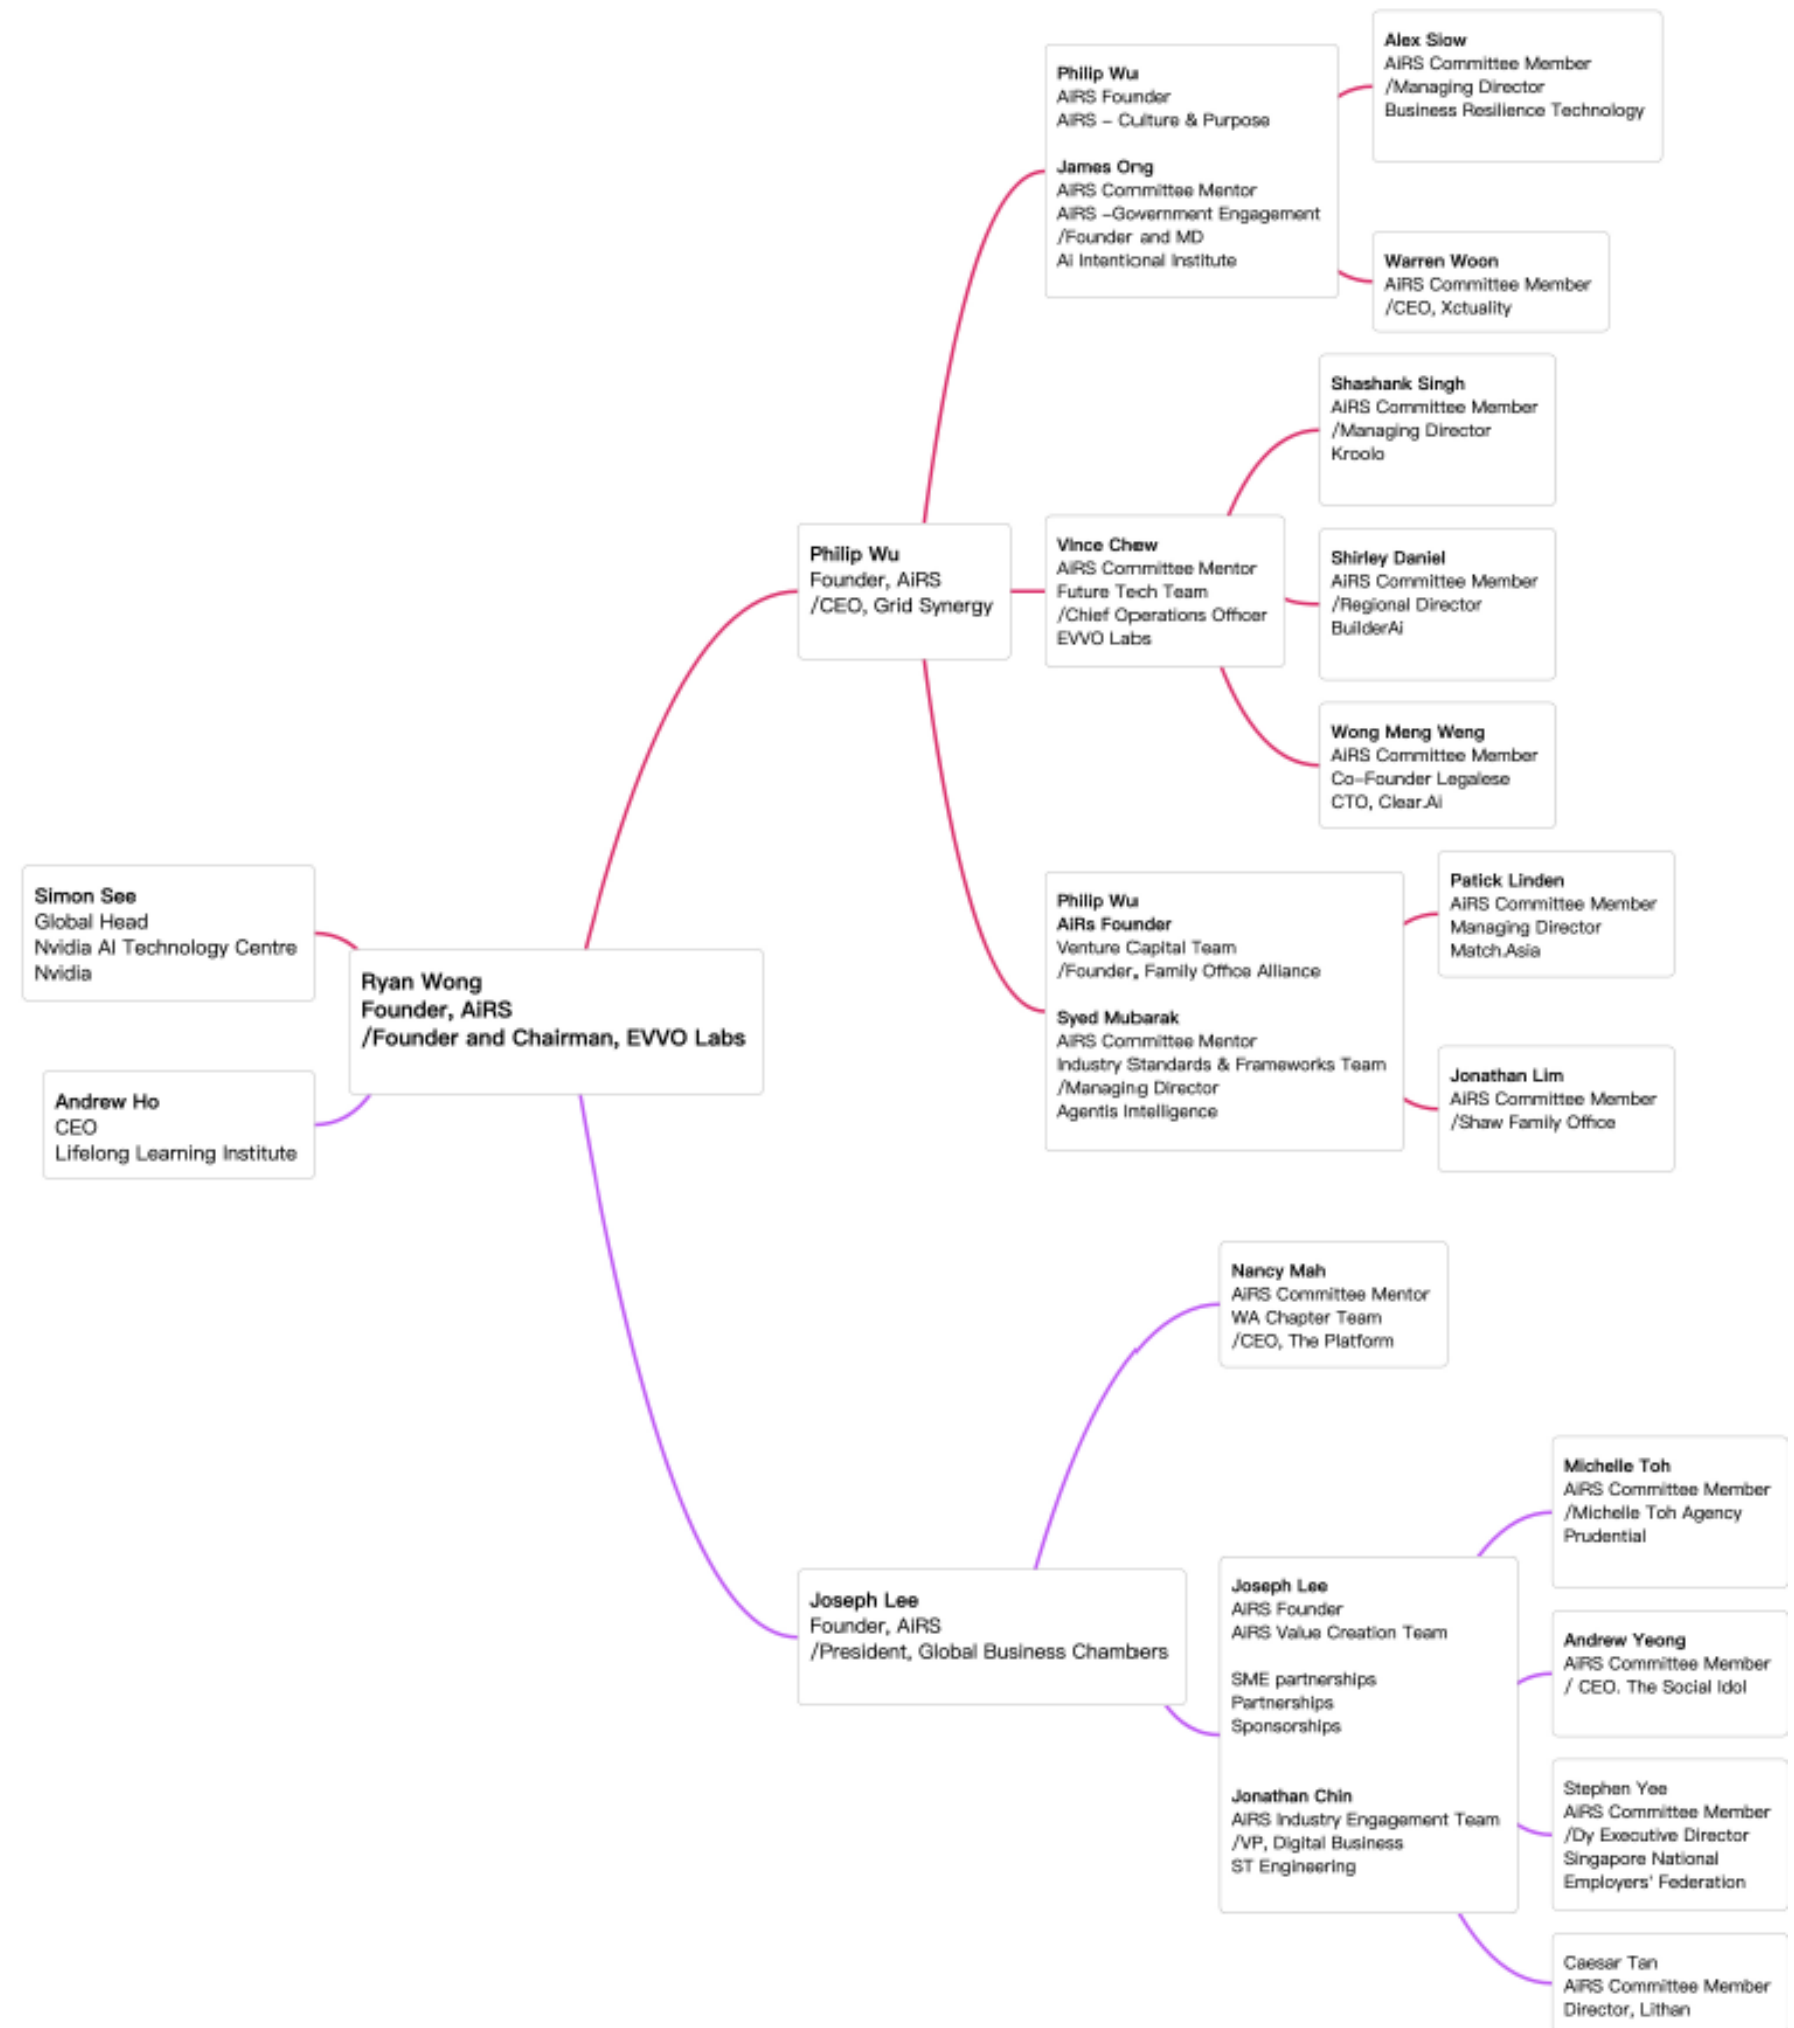 Simon See
Global Head
Nvidia AI Technology Centre
Nvidia
Andrew Ho
CEO
Lifelong Learning Institute
Ryan Wong
Founder, AiRS
/Founder and Chairman, EVVO Labs
Philip Wu
Founder, AiRS
/CEO, Grid Synergy
Philip Wu
AiRS Founder
AiRS - Culture & Purpose
James Ong
AiRS Committee Mentor
AiRS -Government Engagement
/Founder and MD
Ai Intentional Institute
Alex Siow
AiRS Committee Member
/Managing Director
Business Resilience Technology
Warren Woon
AiRS Committee Member
/CEO, Xctuality
Vince Chew
AiRS Committee Mentor
Future Tech Team
/Chief Operations Officer
EVVO Labs
Shashank Singh
AiRS Committee Member
/Managing Director
Kroolo
Shirley Daniel
AiRS Committee Member
/Regional Director
BuilderAi
Wong Meng Weng
AiRS Committee Member
Co-Founder Legalese
CTO, Clear.Ai
Philip Wu
AiRs Founder
Venture Capital Team
/Founder, Family Office Alliance
Syed Mubarak
AiRS Committee Mentor
Industry Standards & Frameworks Team
/Managing Director
Agentis Intelligence
Patick Linden
AiRS Committee Member
Managing Director
Match.Asia
Jonathan Lim
AiRS Committee Member
/Shaw Family Office
Joseph Lee
Founder, AiRS
/President, Global Business Chambers
Nancy Mah
AiRS Committee Mentor
WA Chapter Team
/CEO, The Platform
Joseph Lee
AiRS Founder
AiRS Value Creation Team
SME partnerships
Partnerships
Sponsorships
Jonathan Chin
AiRS Industry Engagement Team
/VP, Digital Business
ST Engineering
Michelle Toh
AiRS Committee Member
/Michelle Toh Agency
Prudential
Andrew Yeong
AiRS Committee Member
/ CEO. The Social Idol
Stephen Yee
AiRS Committee Member
/Dy Executive Director
Singapore National
Employers' Federation
Caesar Tan
AiRS Committee Member
Director, Lithan